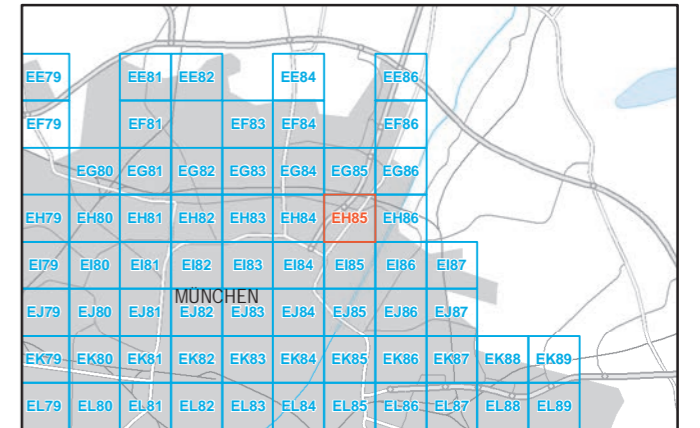 EE79 EE81 EE82 EE84 EE86
EF79 EF81 EF83 EF84 EF86
EG80 EG81 EG82 EG83 EG84 EG85 EG86
EH79 EH80 EH81 EH82 EH83 EH84 EH85 EH86
EI79 EI80 EI81 EI82 EI83 EI84 EI85 EI86 EI87
MÜNCHEN
EJ79 EJ80 EJ81 EJ82 EJ83 EJ84 EJ85 EJ86 EJ87
EK79 EK80 EK81 EK82 EK83 EK84 EK85 EK86 EK87 EK88 EK89
EL79 EL80 EL81 EL82 EL83 EL84 EL85 EL86 EL87 EL88 EL89